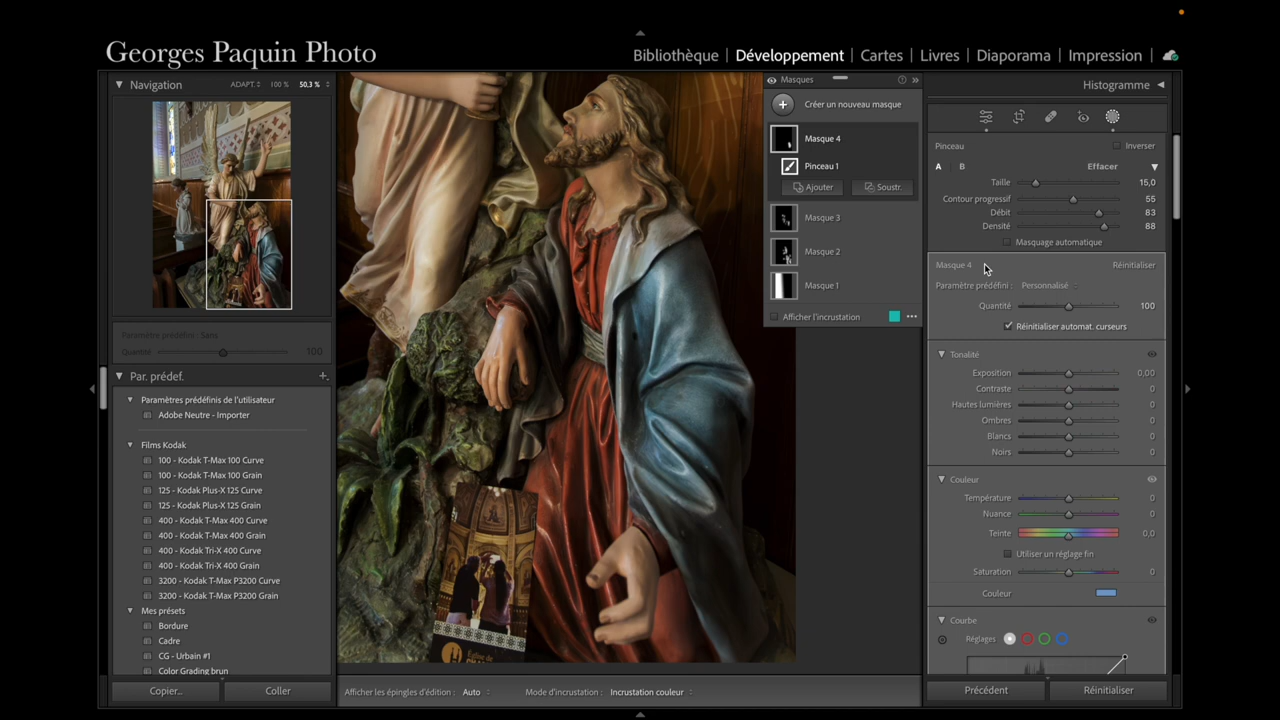 Georges Paquin Photo
Bibliothèque | Développement | Cartes | Livres | Diaporama | Impression |
Navigation
ADAPT. 100 % 50,3 %
Paramètre prédéfini : Sans
Quantité 100
Par. prédéf.
Paramètres prédéfinis de l'utilisateur
Adobe Neutre - Importer
Films Kodak
100 - Kodak T-Max 100 Curve
100 - Kodak T-Max 100 Grain
125 - Kodak Plus-X 125 Curve
125 - Kodak Plus-X 125 Grain
400 - Kodak T-Max 400 Curve
400 - Kodak T-Max 400 Grain
400 - Kodak Tri-X 400 Curve
400 - Kodak Tri-X 400 Grain
3200 - Kodak T-Max P3200 Curve
3200 - Kodak T-Max P3200 Grain
Mes présets
Bordure
Cadre
CG - Urbain #1
Color Grading brun
Copier...
Coller
Église de
Afficher les épingles d'édition : Auto
Mode d'incrustation : Incrustation couleur
Masques
Créer un nouveau masque
Masque 4
Pinceau 1
Ajouter
Soustr.
Masque 3
Masque 2
Masque 1
Afficher l'incrustation
Histogramme
Pinceau
Inverser
A B Effacer
Taille 15,0
Contour progressif 55
Débit 83
Densité 88
Masquage automatique
Masque 4 Réinitialiser
Paramètre prédéfini : Personnalisé
Quantité 100
Réinitialiser automat. curseurs
Tonalité
Exposition 0,00
Contraste 0
Hautes lumières 0
Ombres 0
Blancs 0
Noirs 0
Couleur
Température 0
Nuance 0
Teinte 0,0
Utiliser un réglage fin
Saturation 0
Couleur
Courbe
Réglages
Précédent
Réinitialiser